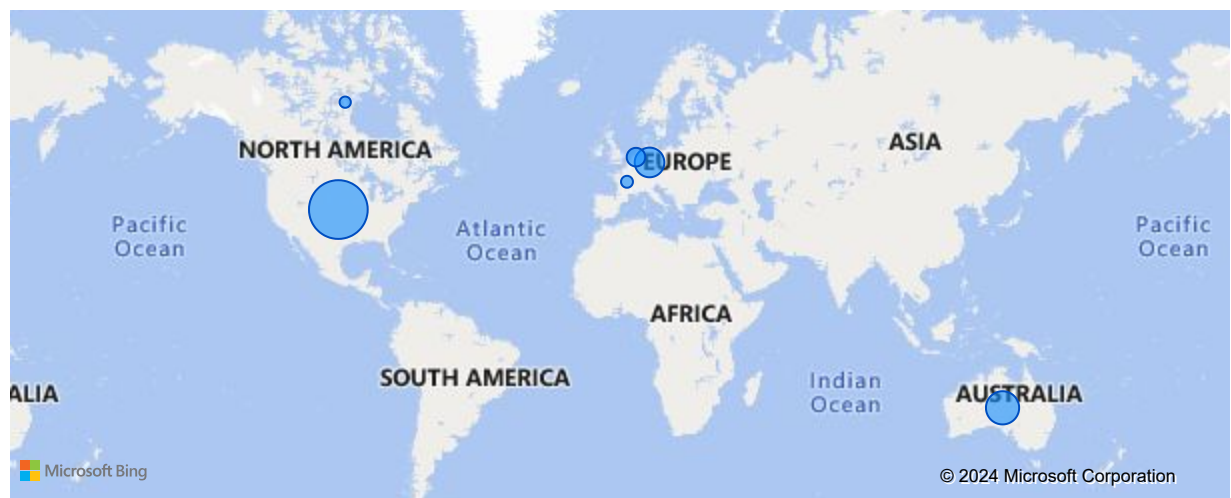 NORTH AMERICA
EUROPE
ASIA
Pacific
Ocean
Atlantic
Ocean
Pacific
Ocean
AFRICA
SOUTH AMERICA
Indian
Ocean
ALIA
AUSTRALIA
Microsoft Bing
© 2024 Microsoft Corporation